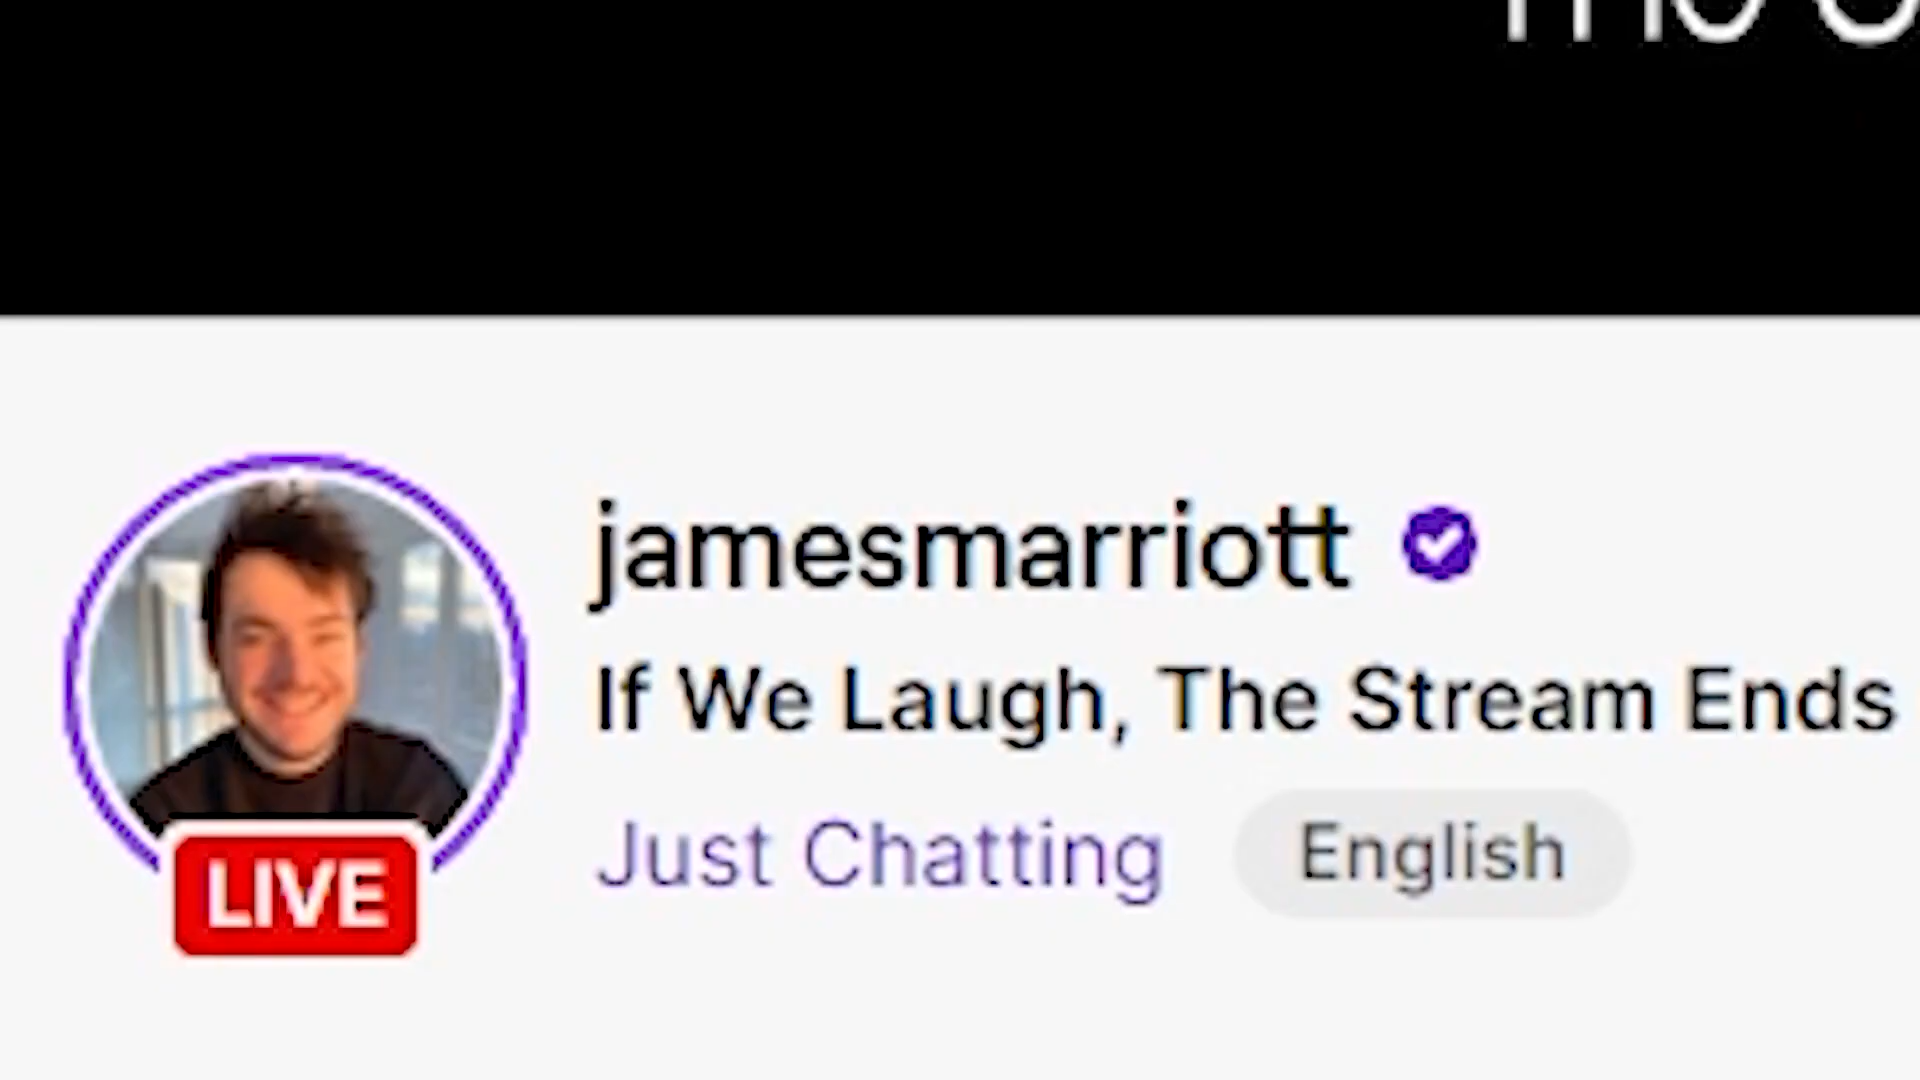 jamesmarriott
If We Laugh, The Stream Ends
Just Chatting
English
LIVE